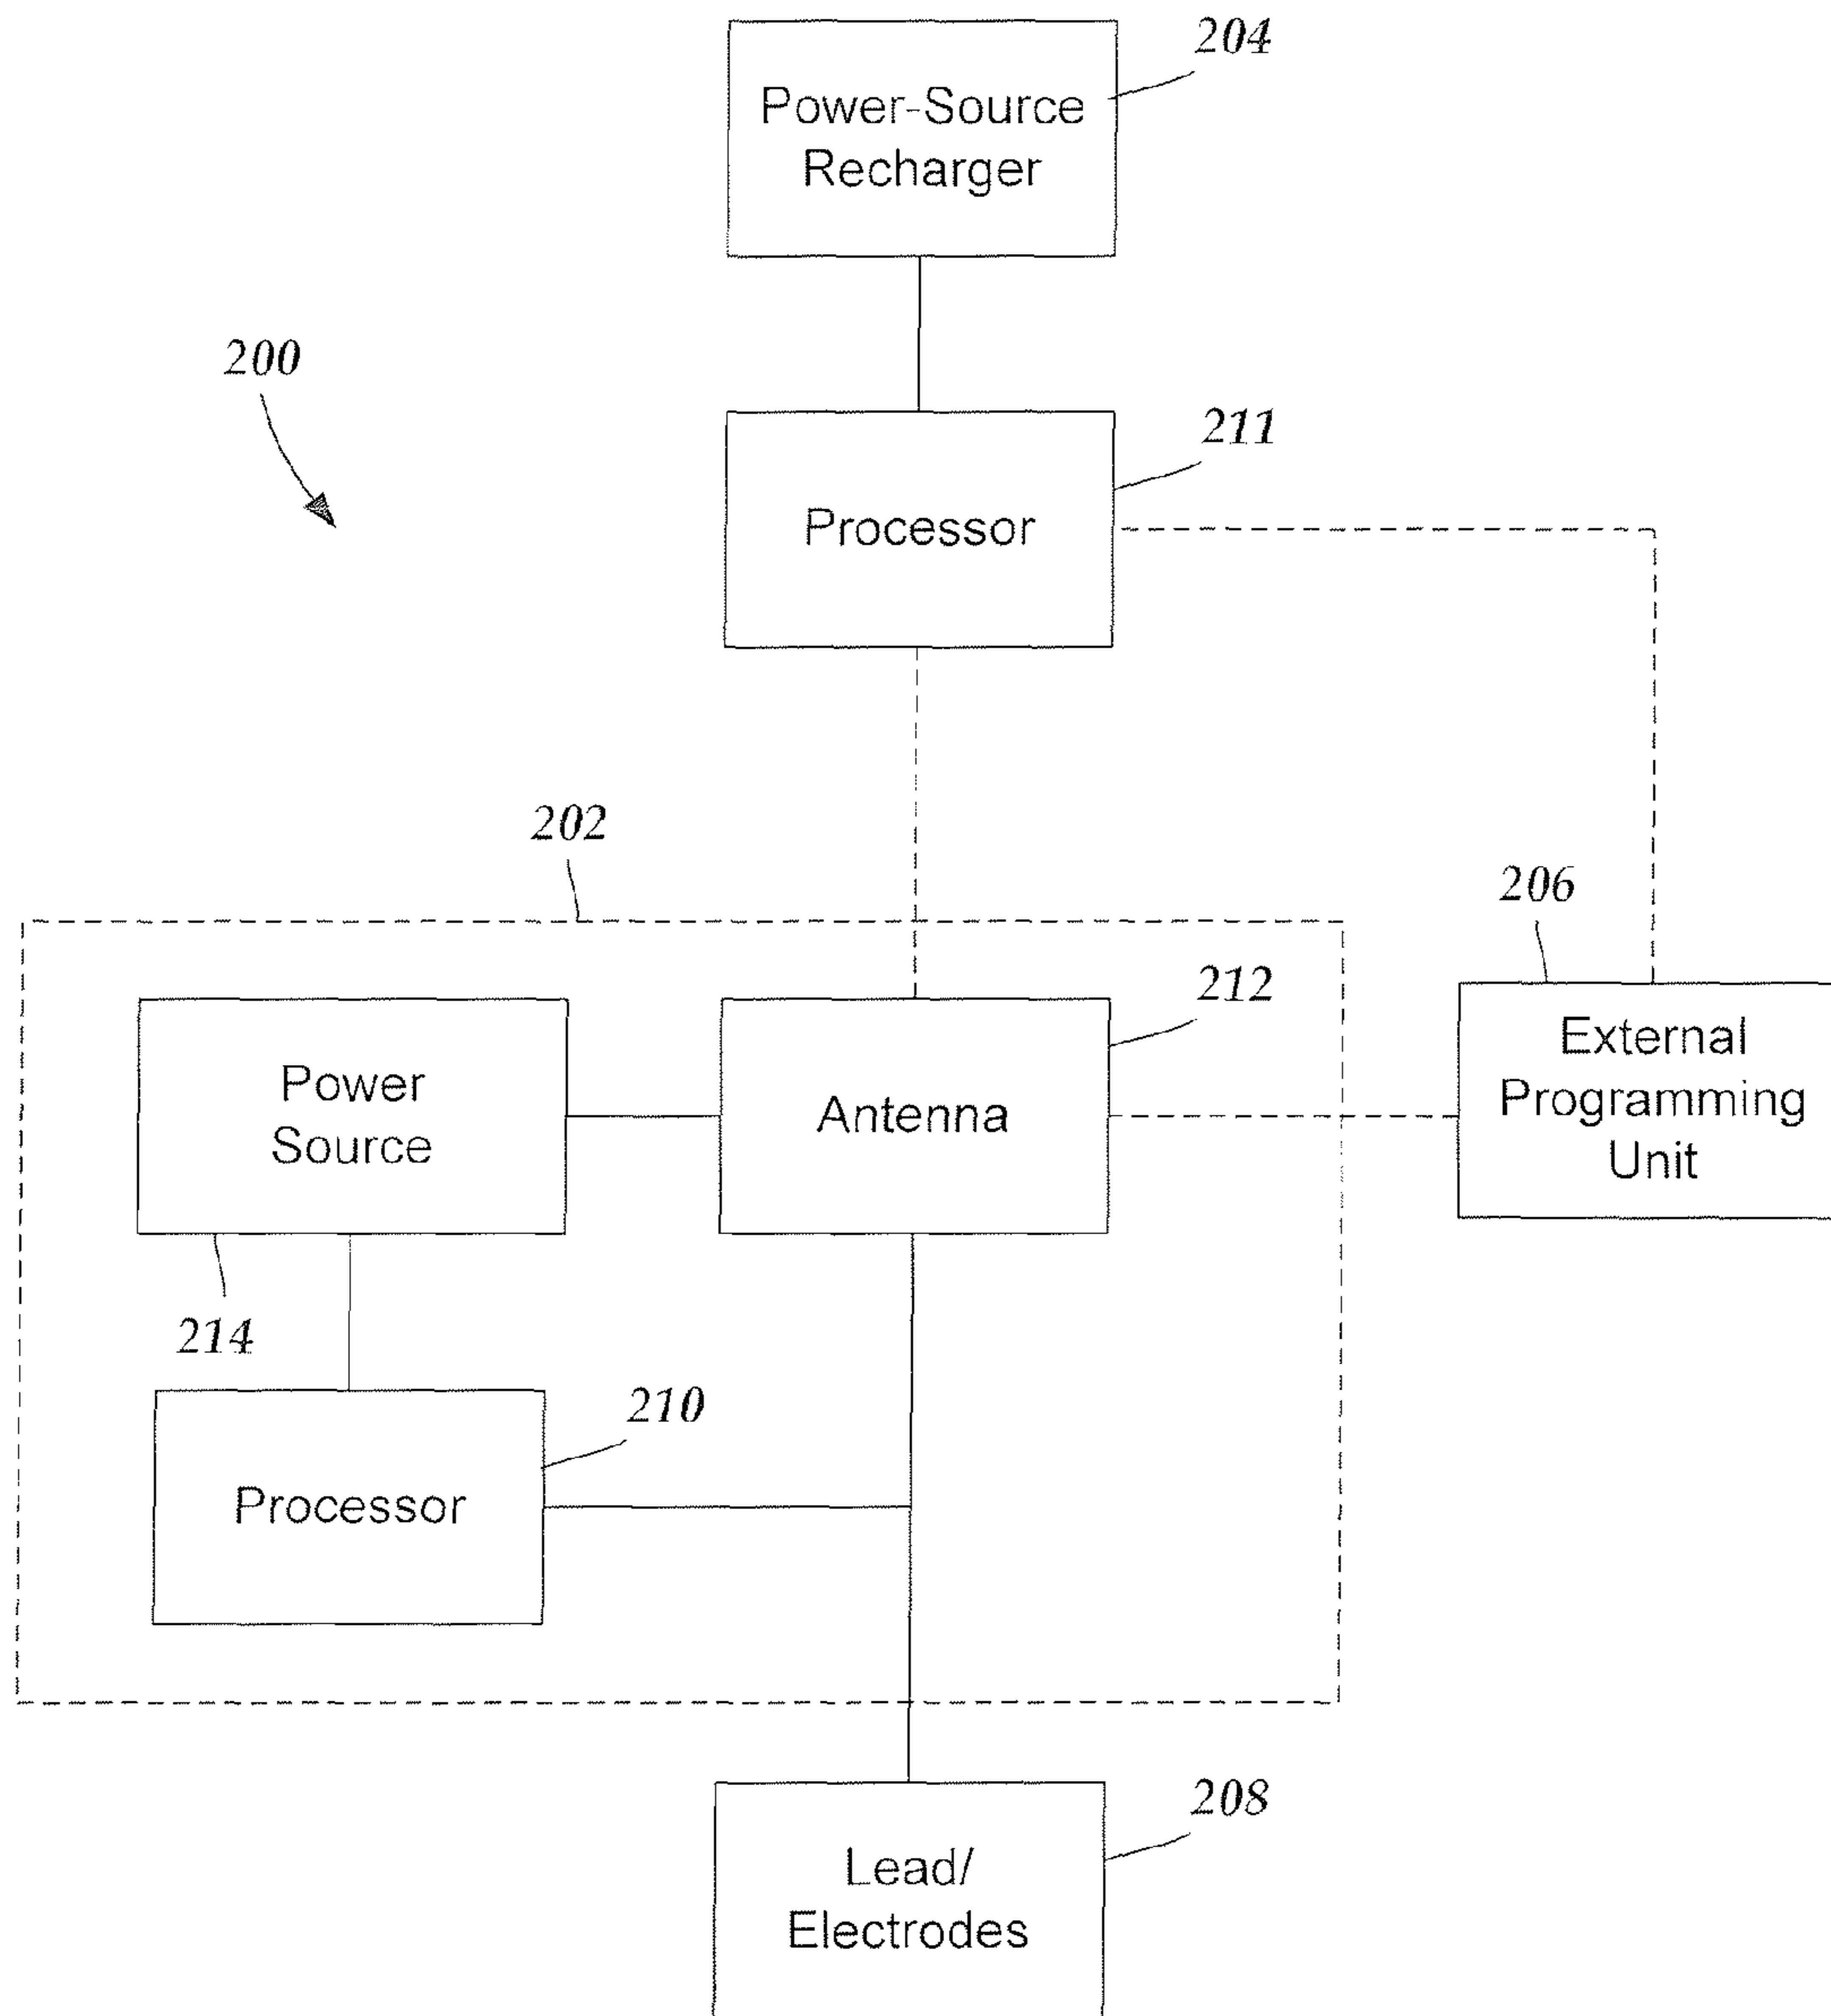 204
Power-Source
Recharger
200
211
Processor
202
206
212
Power
Source
Antenna
External
Programming
Unit
214
210
Processor
208
Lead/
Electrodes